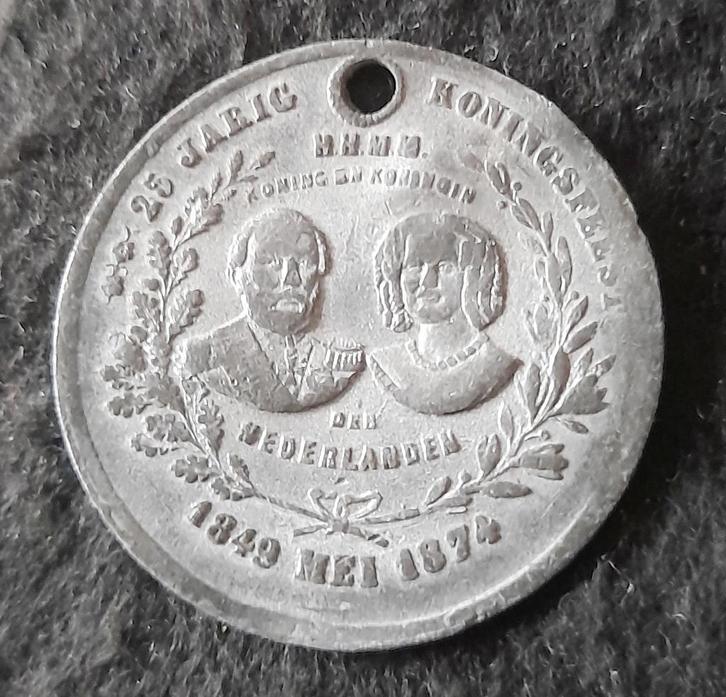 25 JARIG KONINGSFEEST
H.H.M.M.
KONING EN KONINGIN
DER
NEDERLANDEN
1849 MEI 1874